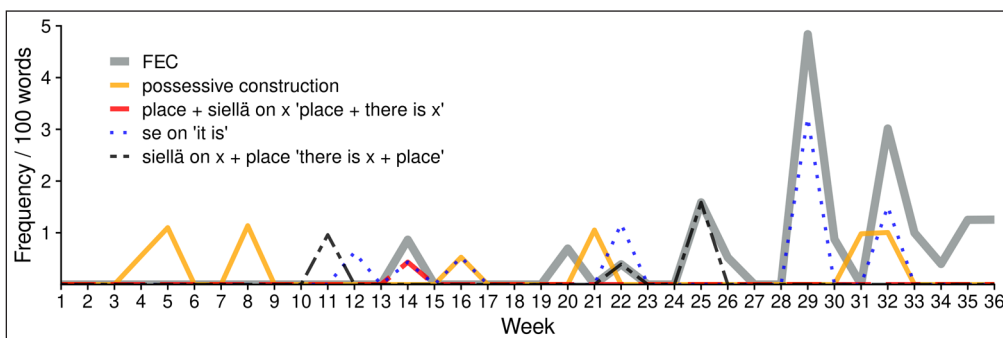 5
4
3
2
1
Frequency / 100 words
FEC
possessive construction
place + siellä on x 'place + there is x'
se on 'it is'
siellä on x + place 'there is x + place'
1 2 3 4 5 6 7 8 9 10 11 12 13 14 15 16 17 18 19 20 21 22 23 24 25 26 27 28 29 30 31 32 33 34 35 36
Week